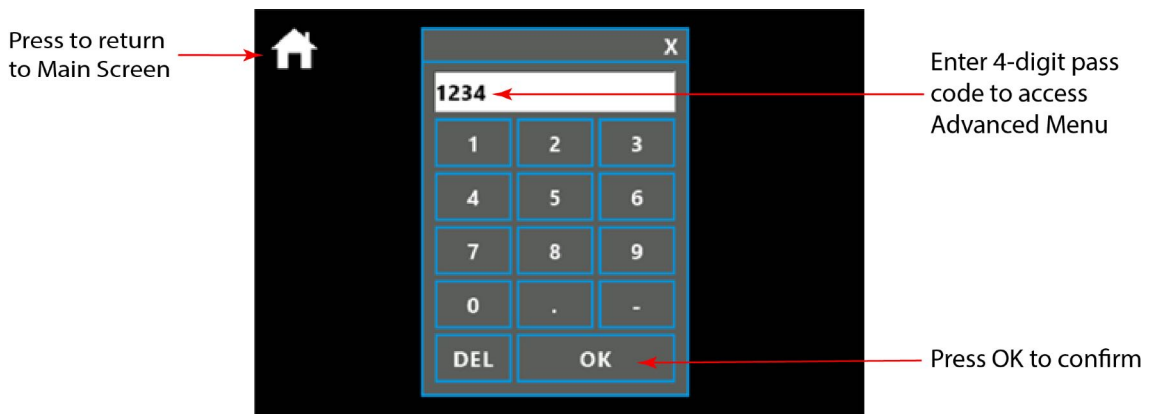 Press to return
to Main Screen
X
1234
1 2 3
4 5 6
7 8 9
0 . -
DEL OK
Enter 4-digit pass
code to access
Advanced Menu
Press OK to confirm